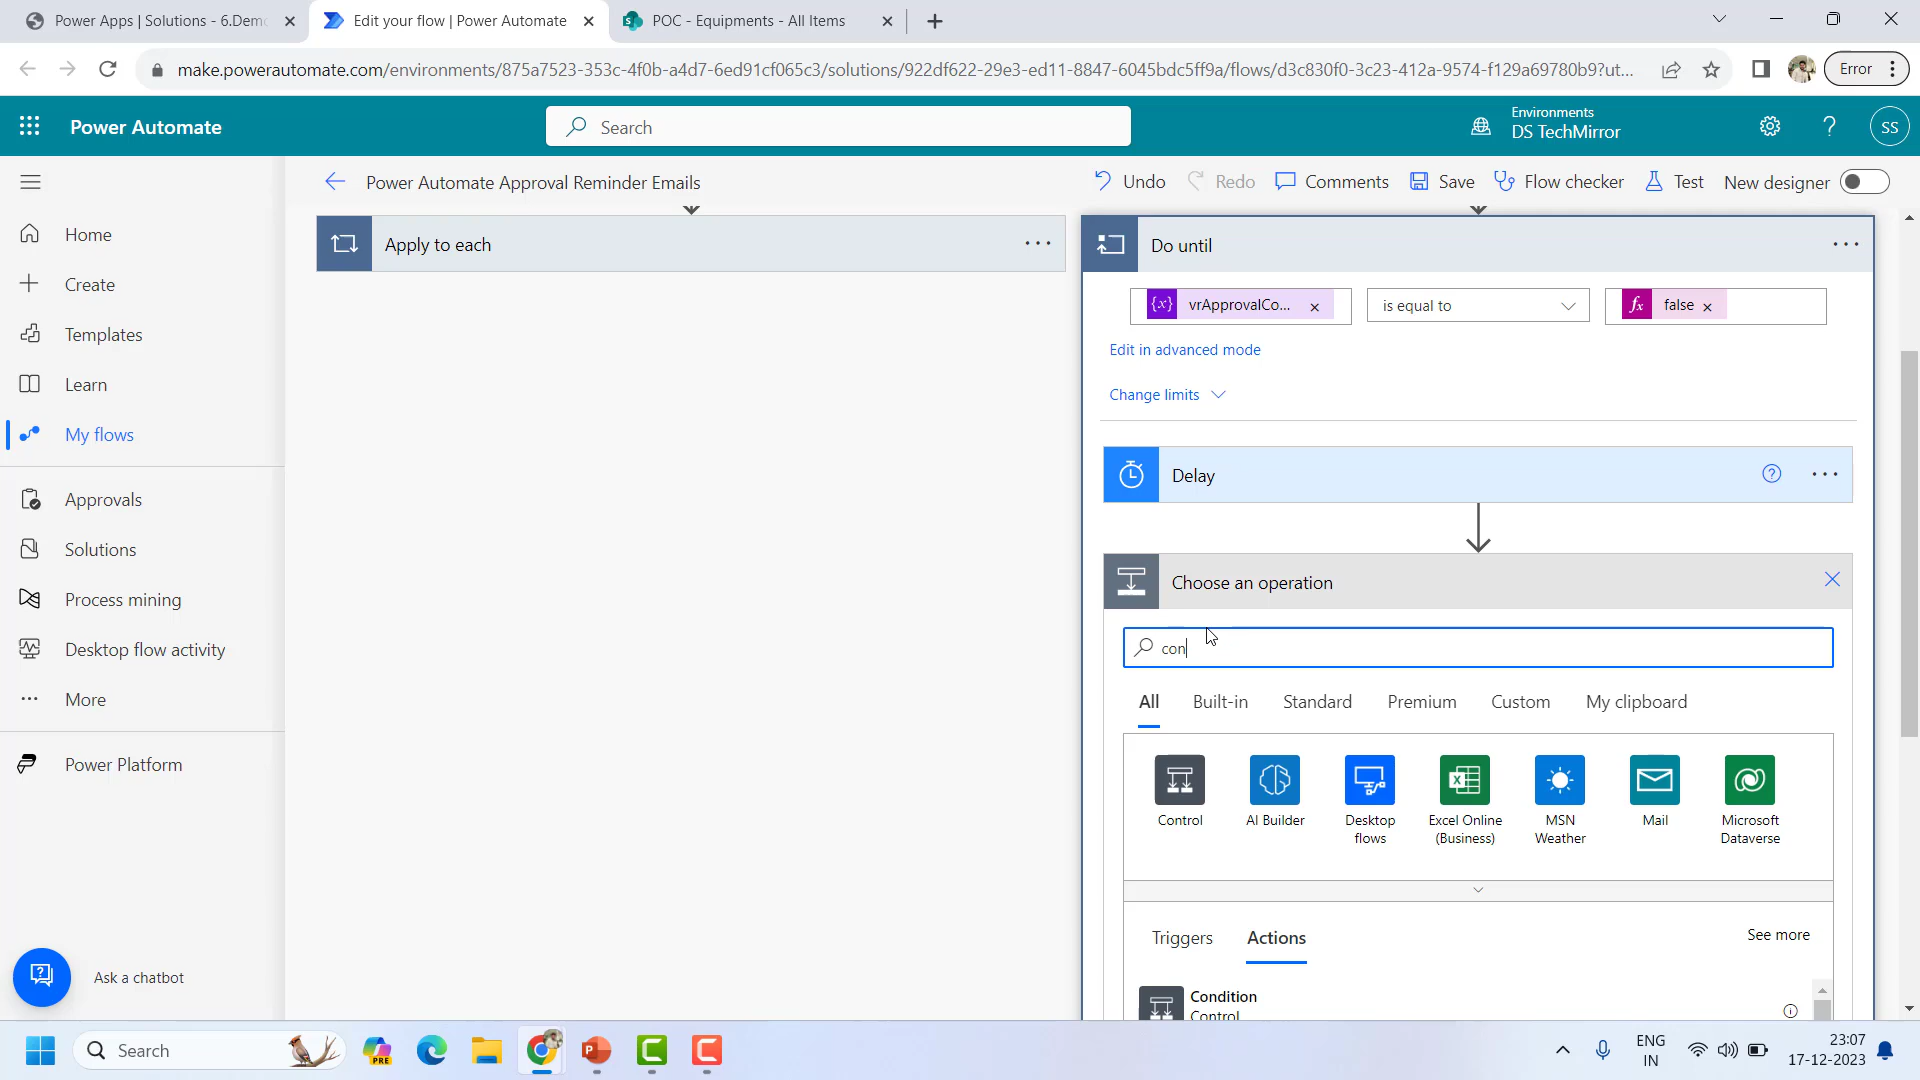 Power Apps | Solutions - 6.Demo
Edit your flow | Power Automate
POC - Equipments - All Items
make.powerautomate.com/environments/875a7523-353c-4f0b-a4d7-6ed91cf065c3/solutions/922df622-29e3-ed11-8847-6045bdc5ff9a/flows/d3c830f0-3c23-412a-9574-f129a69780b9?ut...
Error
Power Automate
Search
Environments
DS TechMirror
SS
Power Automate Approval Reminder Emails
Undo
Redo
Comments
Save
Flow checker
Test
New designer
Home
Create
Templates
Learn
My flows
Approvals
Solutions
Process mining
Desktop flow activity
More
Power Platform
Ask a chatbot
Apply to each
Do until
{x} vrApprovalCo...
is equal to
fx false
Edit in advanced mode
Change limits
Delay
Choose an operation
con
All
Built-in
Standard
Premium
Custom
My clipboard
Control
AI Builder
Desktop
flows
Excel Online
(Business)
MSN
Weather
Mail
Microsoft
Dataverse
Triggers
Actions
See more
Condition
Control
Search
PRE
ENG
IN
23:07
17-12-2023